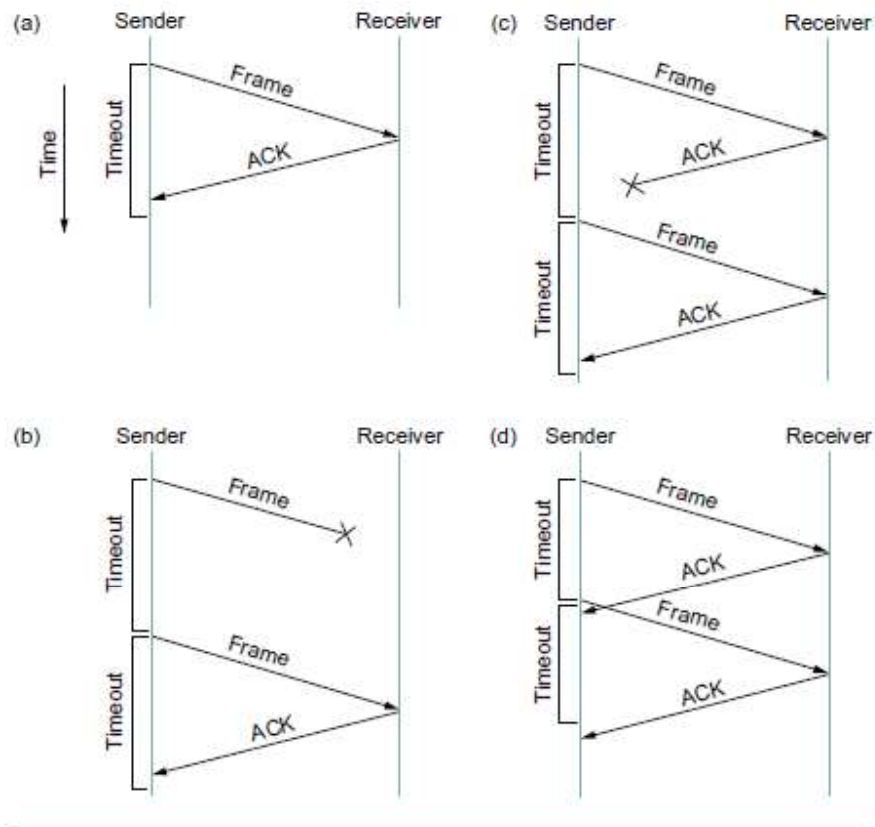 (a)
Sender
Receiver
Time
Timeout
Frame
ACK
(c)
Sender
Receiver
Timeout
Frame
ACK
Timeout
Frame
ACK
(b)
Sender
Receiver
Timeout
Frame
Timeout
Frame
ACK
(d)
Sender
Receiver
Timeout
Frame
ACK
Timeout
Frame
ACK